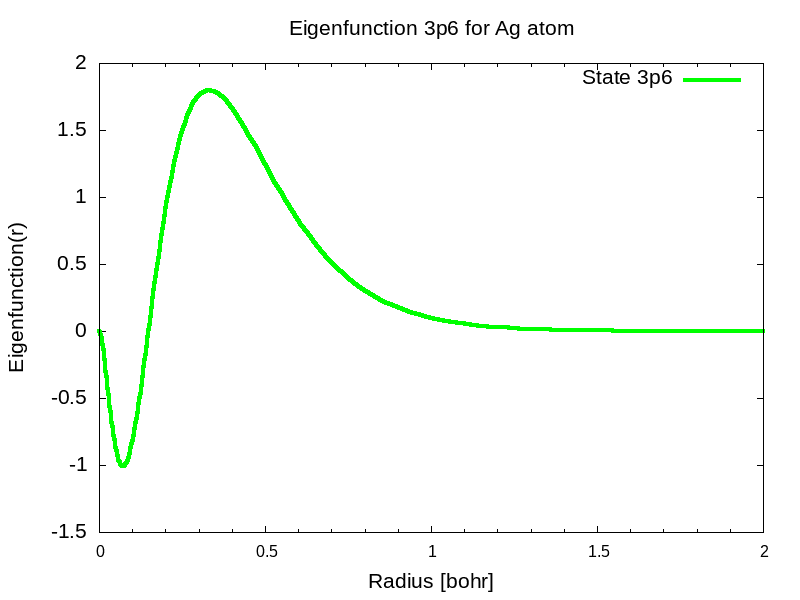 Eigenfunction 3p6 for Ag atom
State 3p6
2
1.5
1
0.5
0
-0.5
-1
-1.5
Eigenfunction(r)
0 0.5 1 1.5 2
Radius [bohr]